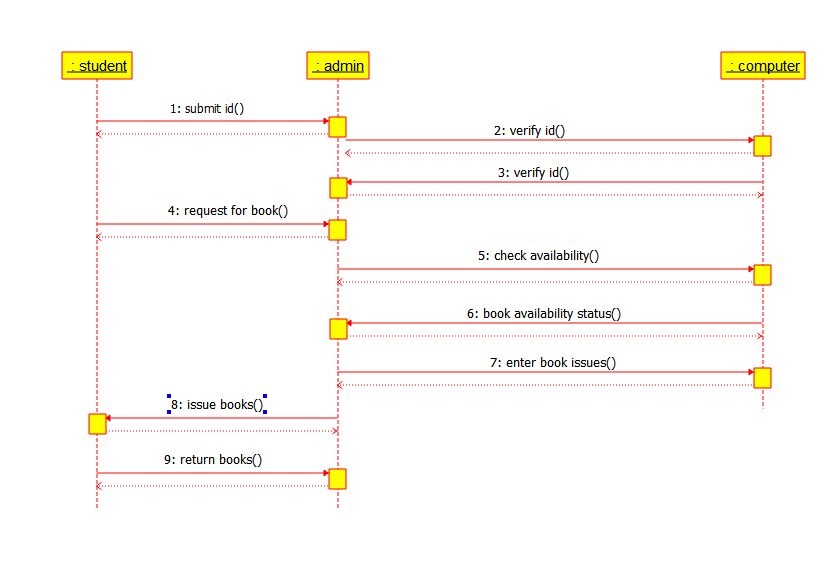 : student
: admin
: computer
1: submit id()
2: verify id()
3: verify id()
4: request for book()
5: check availability()
6: book availability status()
7: enter book issues()
8: issue books()
9: return books()